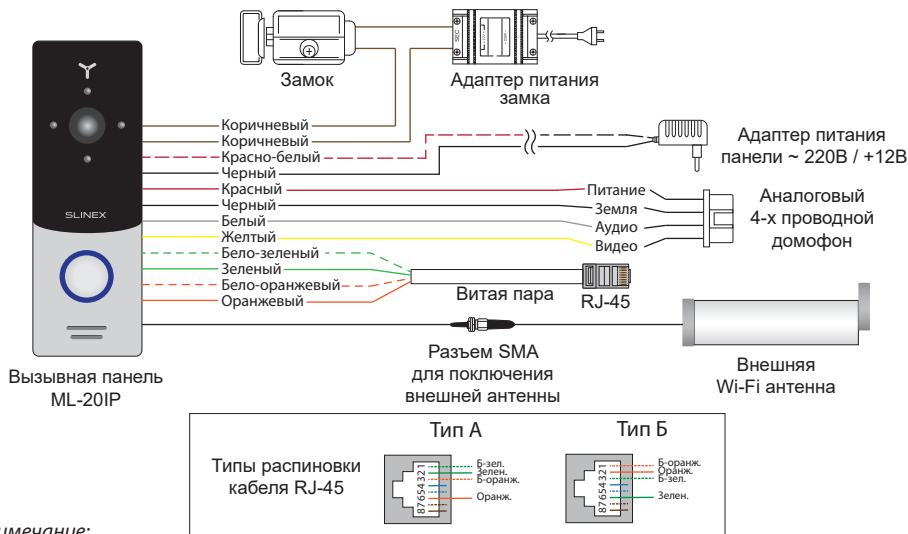 Замок
Адаптер питания
замка
SEC
Коричневый
Коричневый
Красно-белый
Черный
Красный
Черный
Белый
Желтый
Бело-зеленый
Зеленый
Бело-оранжевый
Оранжевый
Адаптер питания
панели ~ 220В / +12В
Питание
Земля
Аудио
Видео
Аналоговый
4-х проводной
домофон
SLINEX
Витая пара
RJ-45
Вызывная панель
ML-20IP
Разъем SMA
для поключения
внешней антенны
Внешняя
Wi-Fi антенна
Типы распиновки
кабеля RJ-45
Тип А
87654321
Б-зел.
Зелен.
Б-оранж.
Оранж.
Тип Б
87654321
Б-оранж.
Оранж.
Б-зел.
Зелен.
имечание: